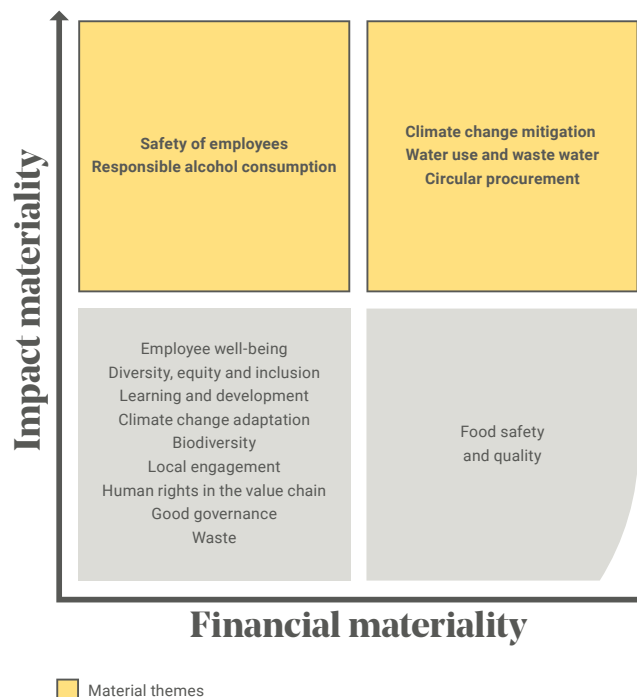 Impact materiality
Safety of employees
Responsible alcohol consumption
Climate change mitigation
Water use and waste water
Circular procurement
Employee well-being
Diversity, equity and inclusion
Learning and development
Climate change adaptation
Biodiversity
Local engagement
Human rights in the value chain
Good governance
Waste
Food safety
and quality
Financial materiality
Material themes